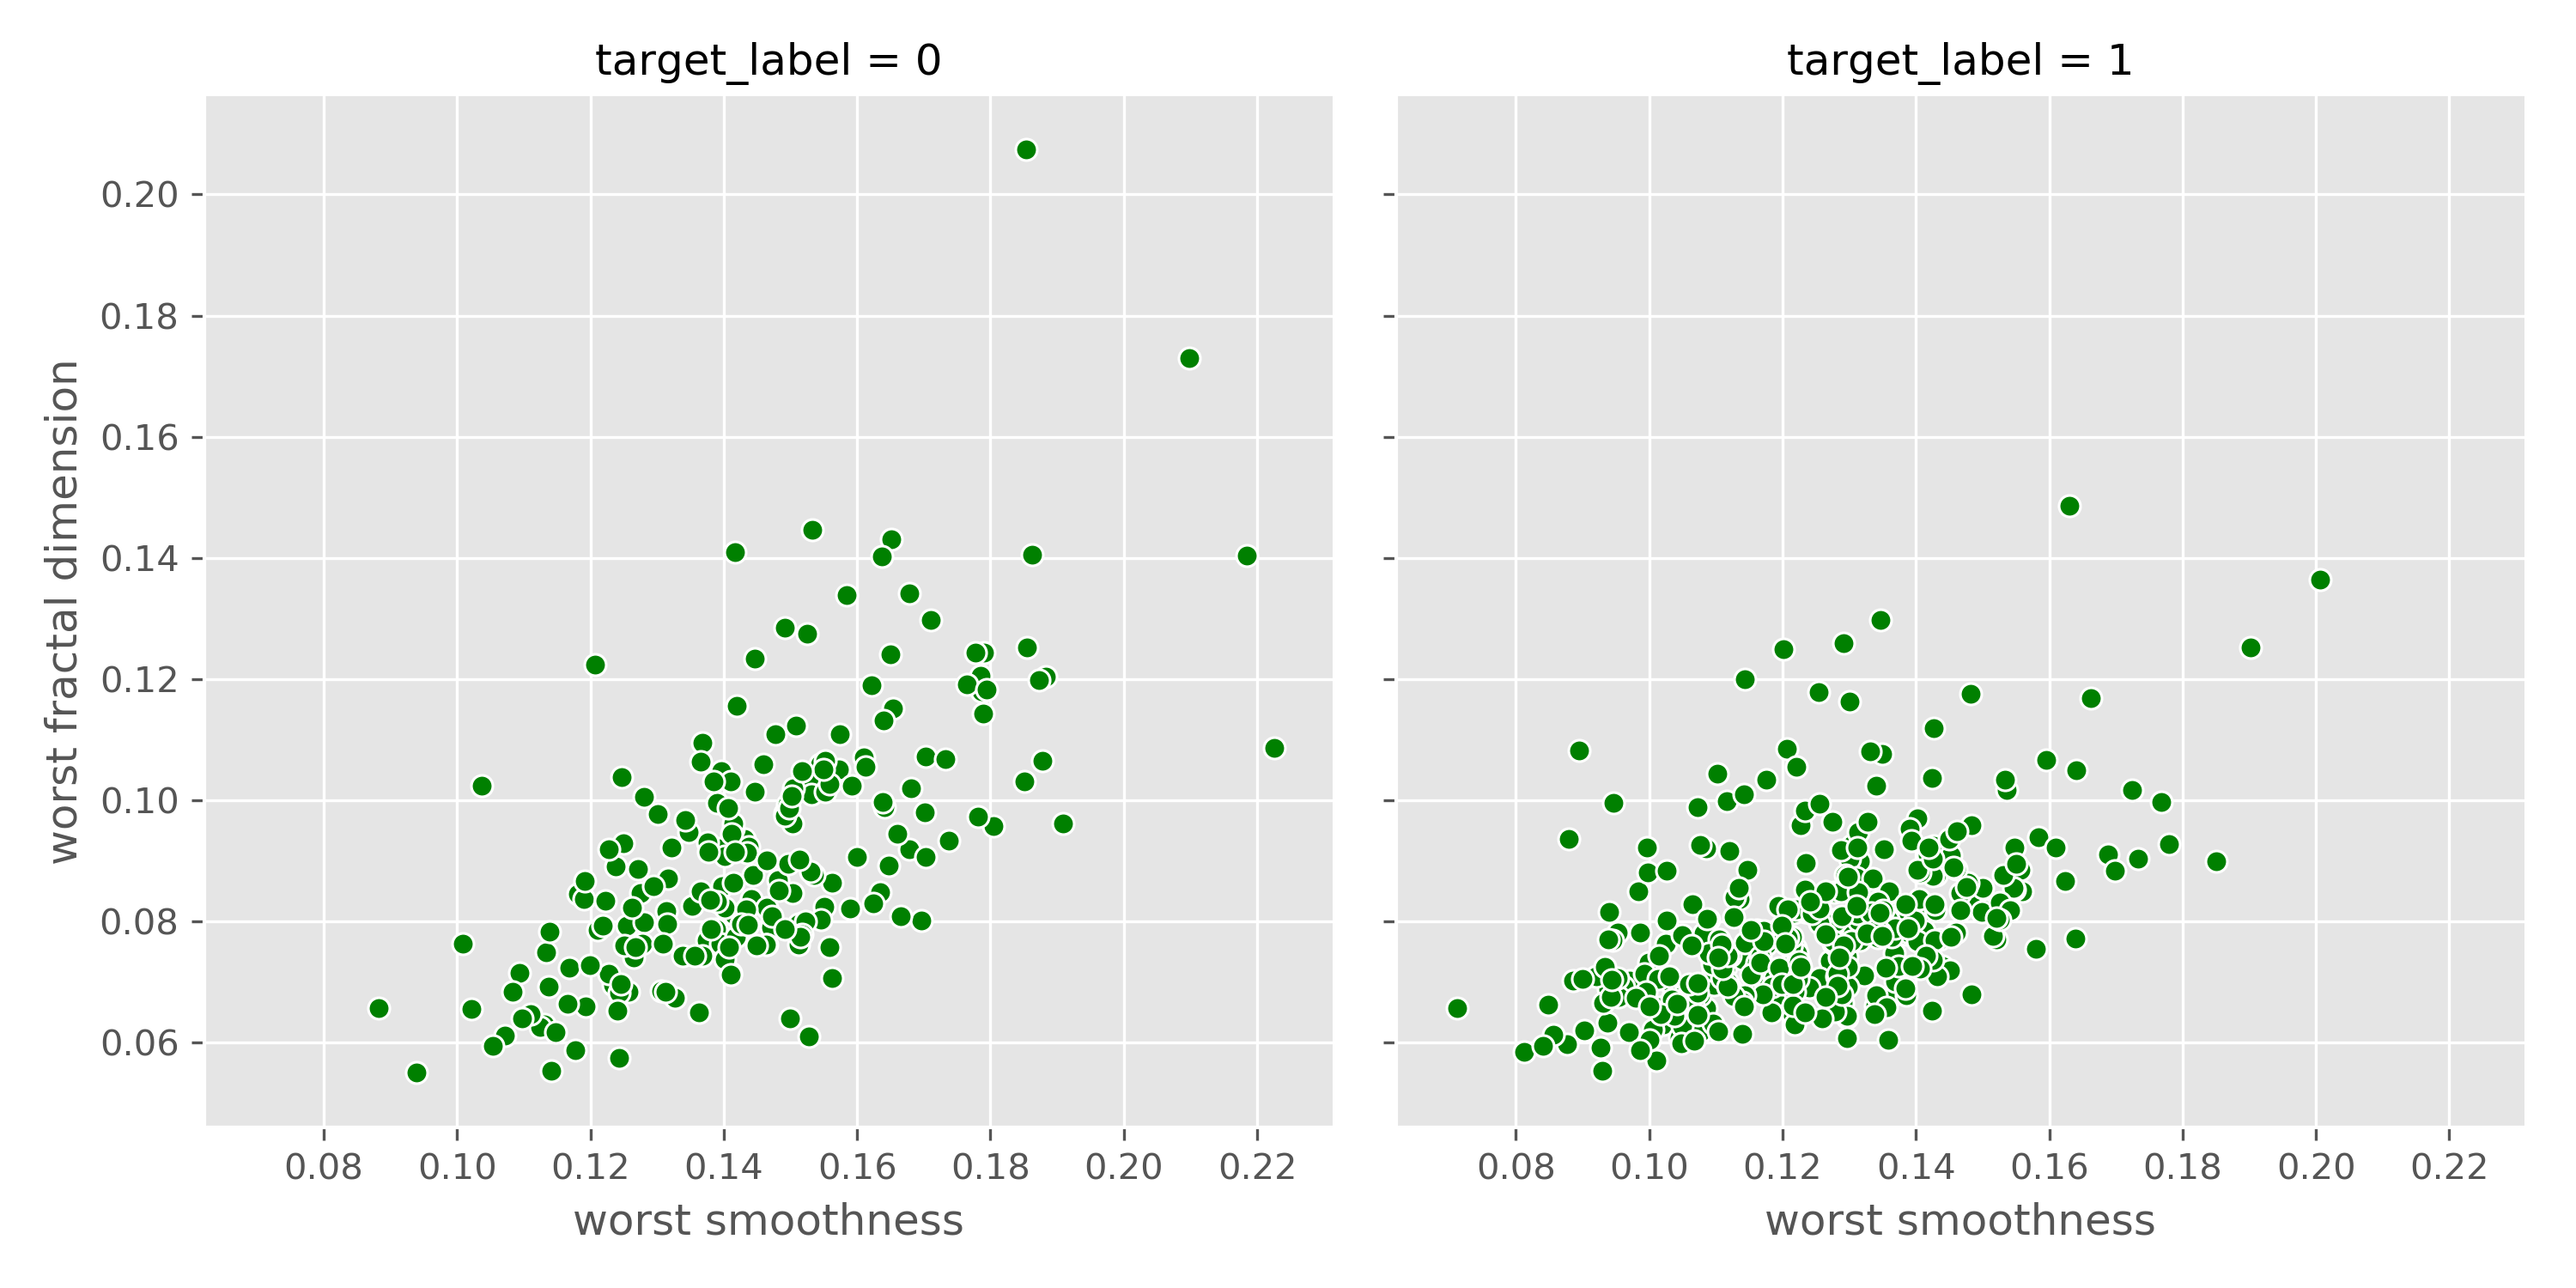 target_label = 0
target_label = 1
worst fractal dimension
0.20
0.18
0.16
0.14
0.12
0.10
0.08
0.06
0.08 0.10 0.12 0.14 0.16 0.18 0.20 0.22
0.08 0.10 0.12 0.14 0.16 0.18 0.20 0.22
worst smoothness
worst smoothness